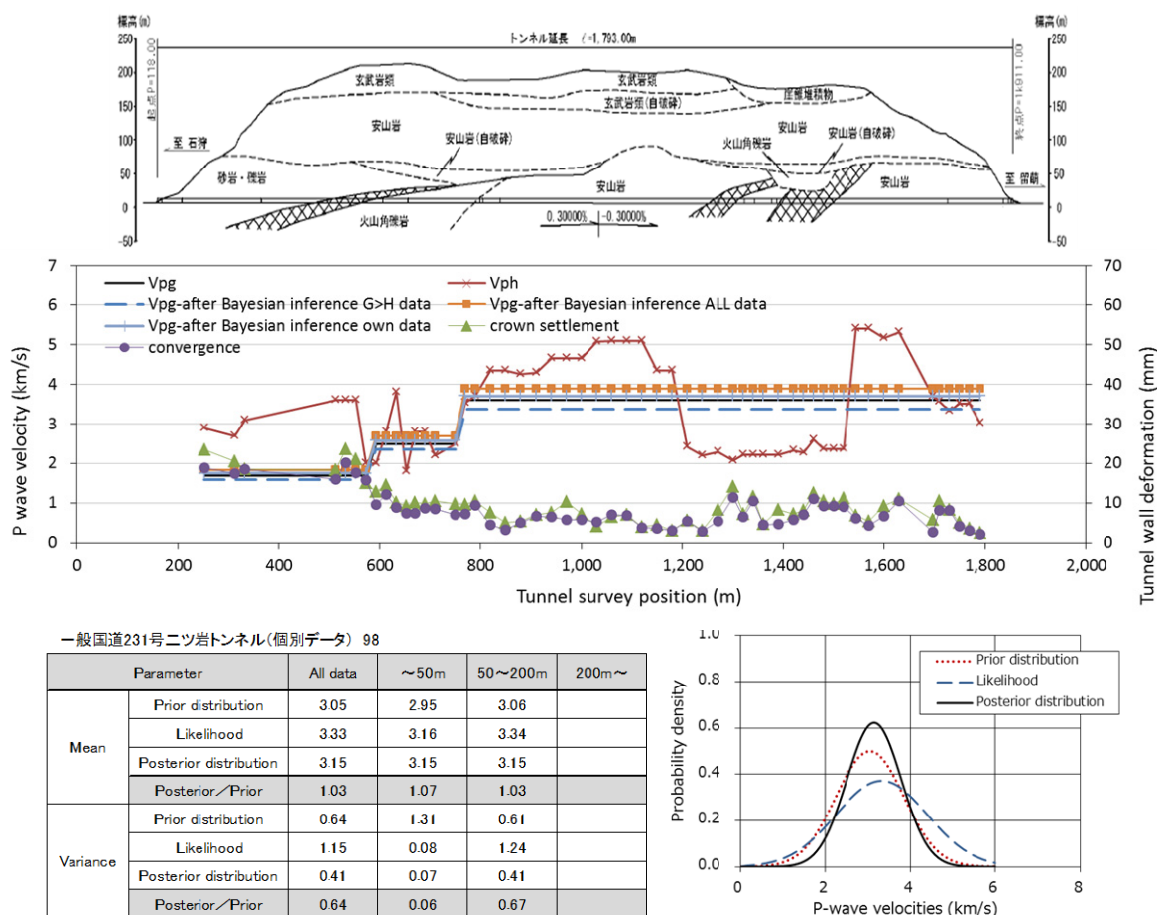 標高(m)
標高(m)
250
200
150
100
50
0
-50
250
200
150
100
50
0
-50
トンネル延長 ℓ=1,793.00m
起点P=118.00
終点P=1k911.00
玄武岩類
玄武岩類
崖錐堆積物
玄武岩類(自破砕)
安山岩
安山岩
安山岩(自破砕)
安山岩(自破砕)
火山角礫岩
至 石狩
砂岩・礫岩
安山岩
安山岩
至 留萌
火山角礫岩
0.30000%
-0.30000%
7
6
5
4
3
2
1
0
70
60
50
40
30
20
10
0
P wave velocity (km/s)
Tunnel wall deformation (mm)
Vpg
Vph
Vpg-after Bayesian inference G>H data
Vpg-after Bayesian inference ALL data
Vpg-after Bayesian inference own data
crown settlement
convergence
0 200 400 600 800 1,000 1,200 1,400 1,600 1,800 2,000
Tunnel survey position (m)
一般国道231号二ツ岩トンネル(個別データ) 98
Parameter All data ～50m 50～200m 200m～
Mean
Prior distribution 3.05 2.95 3.06
Likelihood 3.33 3.16 3.34
Posterior distribution 3.15 3.15 3.15
Posterior／Prior 1.03 1.07 1.03
Variance
Prior distribution 0.64 1.31 0.61
Likelihood 1.15 0.08 1.24
Posterior distribution 0.41 0.07 0.41
Posterior／Prior 0.64 0.06 0.67
1.0
0.8
0.6
0.4
0.2
0.0
Probability density
Prior distribution
Likelihood
Posterior distribution
0 2 4 6 8
P-wave velocities (km/s)